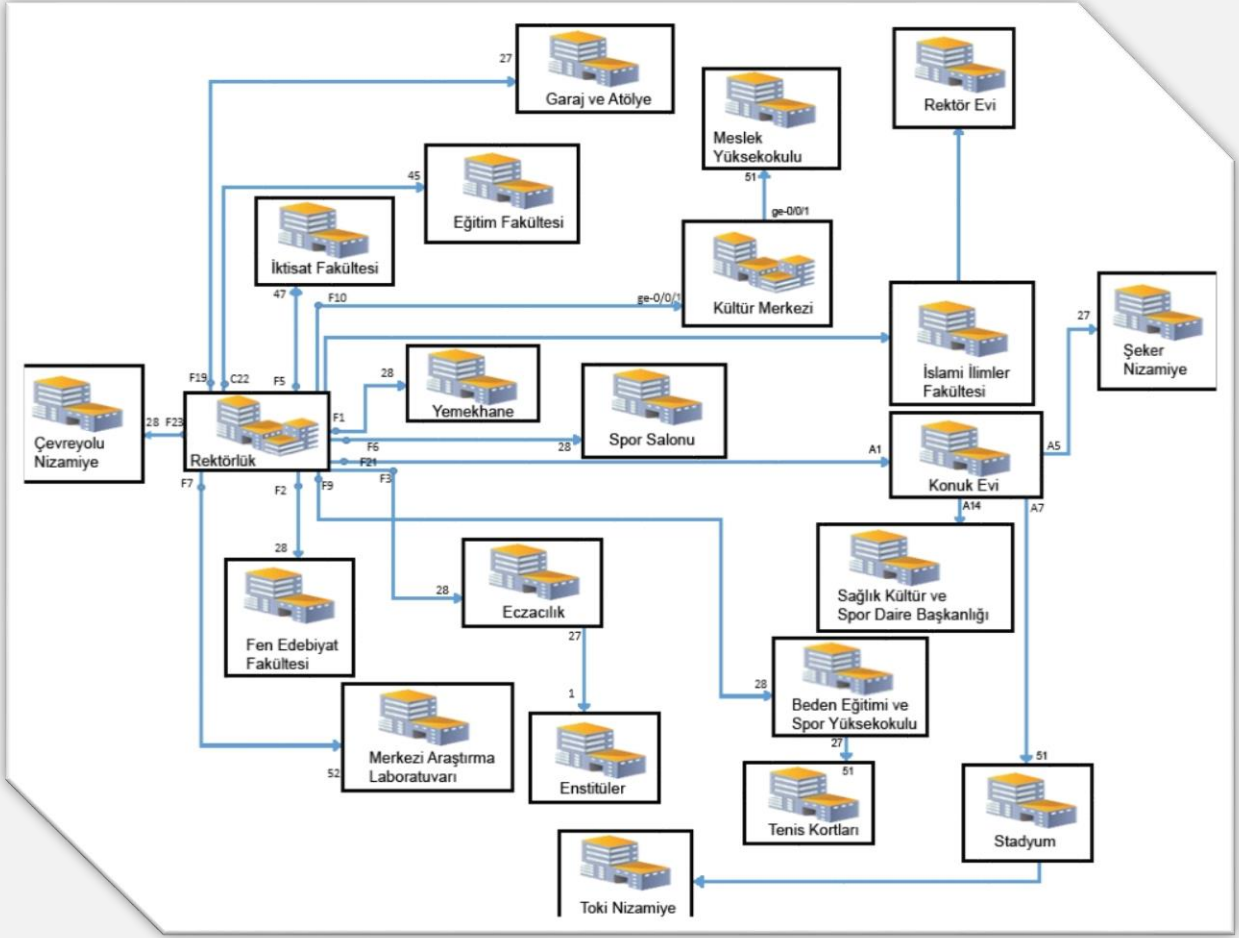 27
Garaj ve Atölye
Rektör Evi
Meslek
Yüksekokulu
51
ge-0/0/1
45
Eğitim Fakültesi
İktisat Fakültesi
47
F10
ge-0/0/1
Kültür Merkezi
27
Şeker
Nizamiye
İslami İlimler
Fakültesi
F19
C22
F5
28
Yemekhane
F1
Çevreyolu
Nizamiye
28
F23
Rektörlük
F6
28
Spor Salonu
F21
A1
Konuk Evi
A5
F7
F2
F9
F3
A14
A7
28
Fen Edebiyat
Fakültesi
28
Eczacılık
27
1
Enstitüler
Sağlık Kültür ve
Spor Daire Başkanlığı
28
Beden Eğitimi ve
Spor Yüksekokulu
27
51
Tenis Kortları
52
Merkezi Araştırma
Laboratuvarı
51
Stadyum
Toki Nizamiye